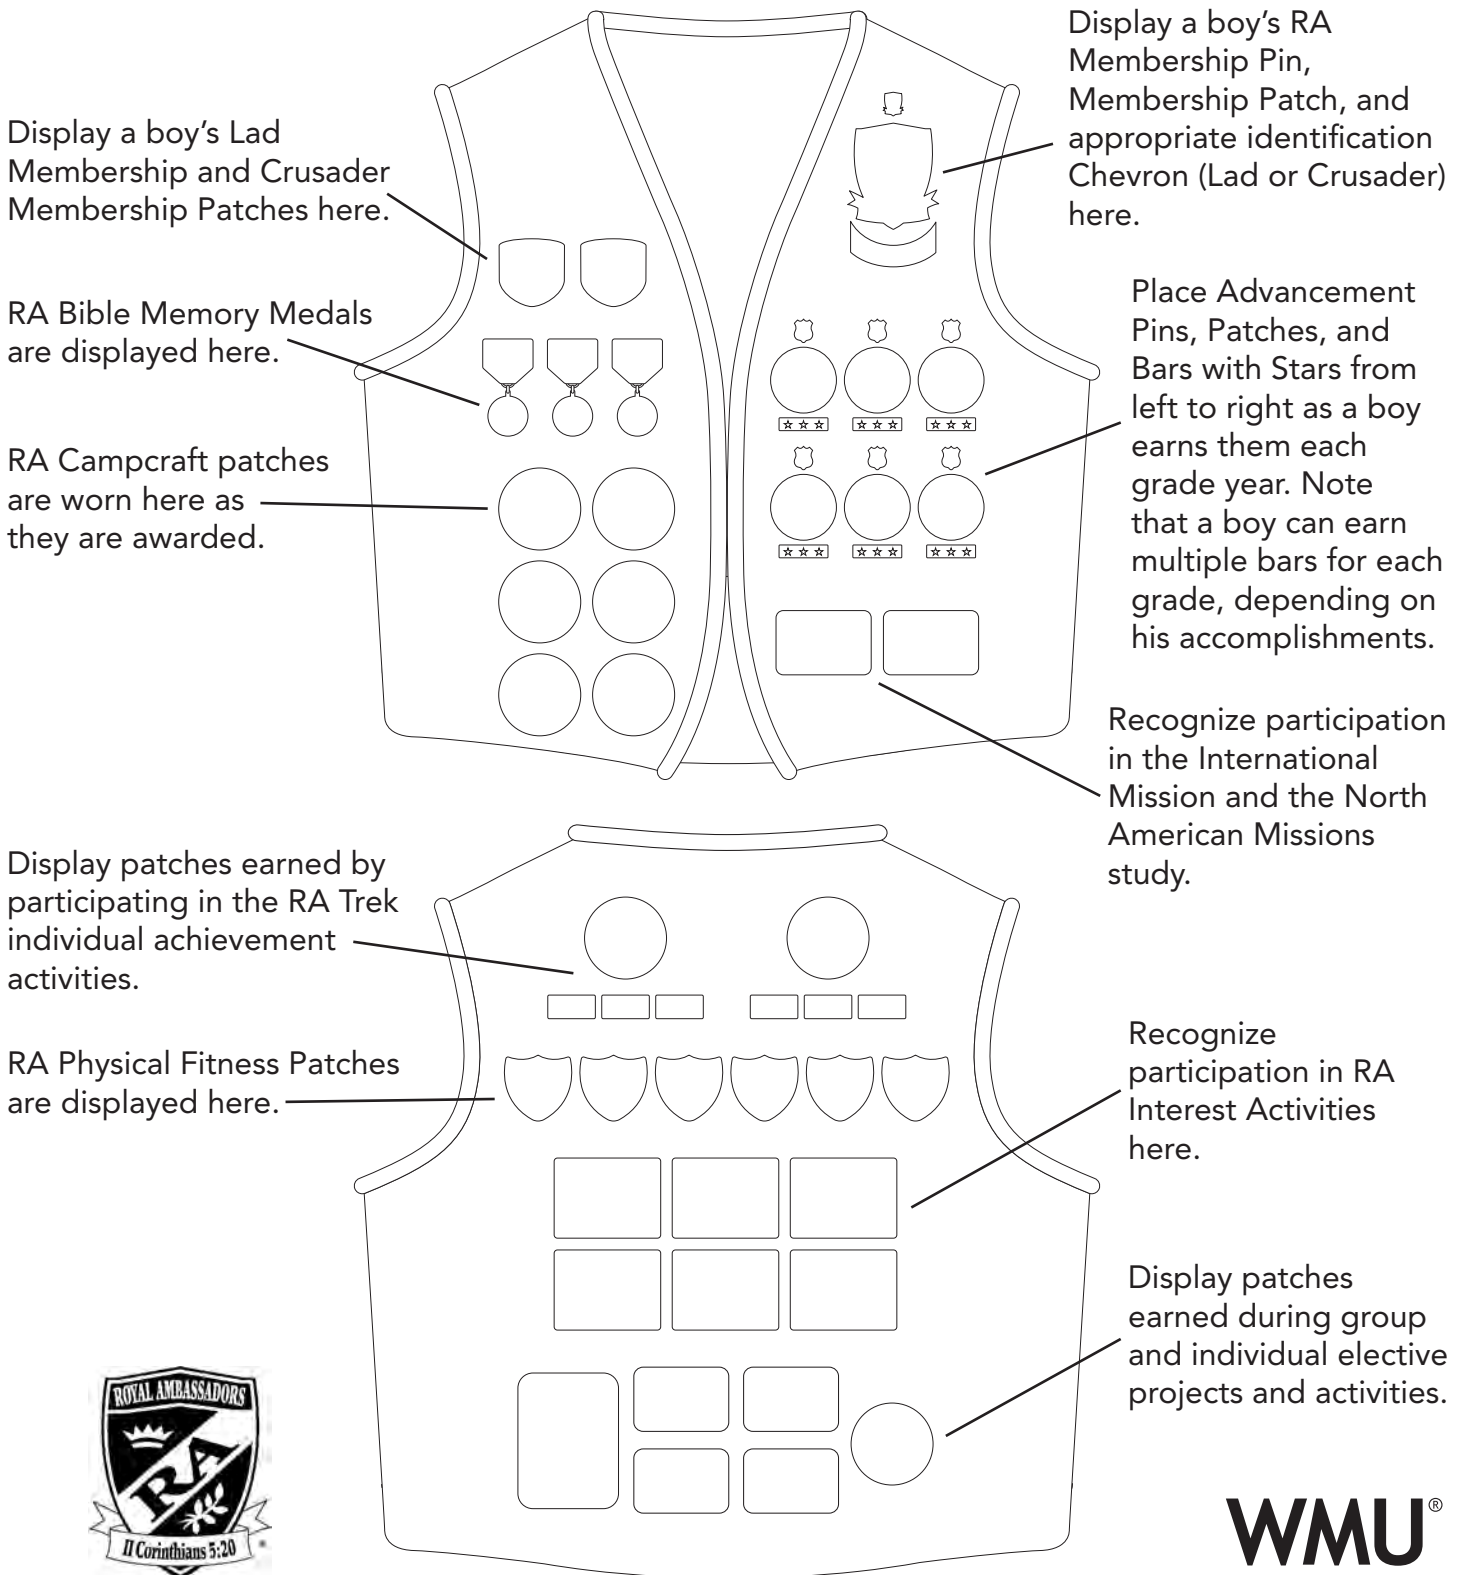 Display a boy’s RA
Membership Pin,
Membership Patch, and
appropriate identification
Chevron (Lad or Crusader)
here.
Display a boy’s Lad
Membership and Crusader
Membership Patches here.
RA Bible Memory Medals
are displayed here.
RA Campcraft patches
are worn here as
they are awarded.
Place Advancement
Pins, Patches, and
Bars with Stars from
left to right as a boy
earns them each
grade year. Note
that a boy can earn
multiple bars for each
grade, depending on
his accomplishments.
Recognize participation
in the International
Mission and the North
American Missions
study.
Display patches earned by
participating in the RA Trek
individual achievement
activities.
RA Physical Fitness Patches
are displayed here.
Recognize
participation in RA
Interest Activities
here.
Display patches
earned during group
and individual elective
projects and activities.
ROYAL AMBASSADORS
RA
II Corinthians 5:20
WMU®